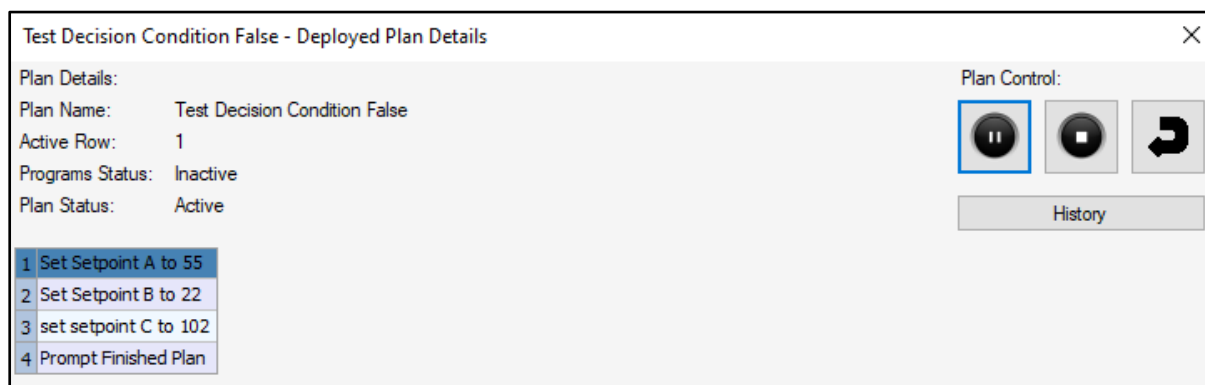 Test Decision Condition False - Deployed Plan Details
Plan Details:
Plan Control:
Plan Name: Test Decision Condition False
Active Row: 1
Programs Status: Inactive
Plan Status: Active
History
1 Set Setpoint A to 55
2 Set Setpoint B to 22
3 set setpoint C to 102
4 Prompt Finished Plan